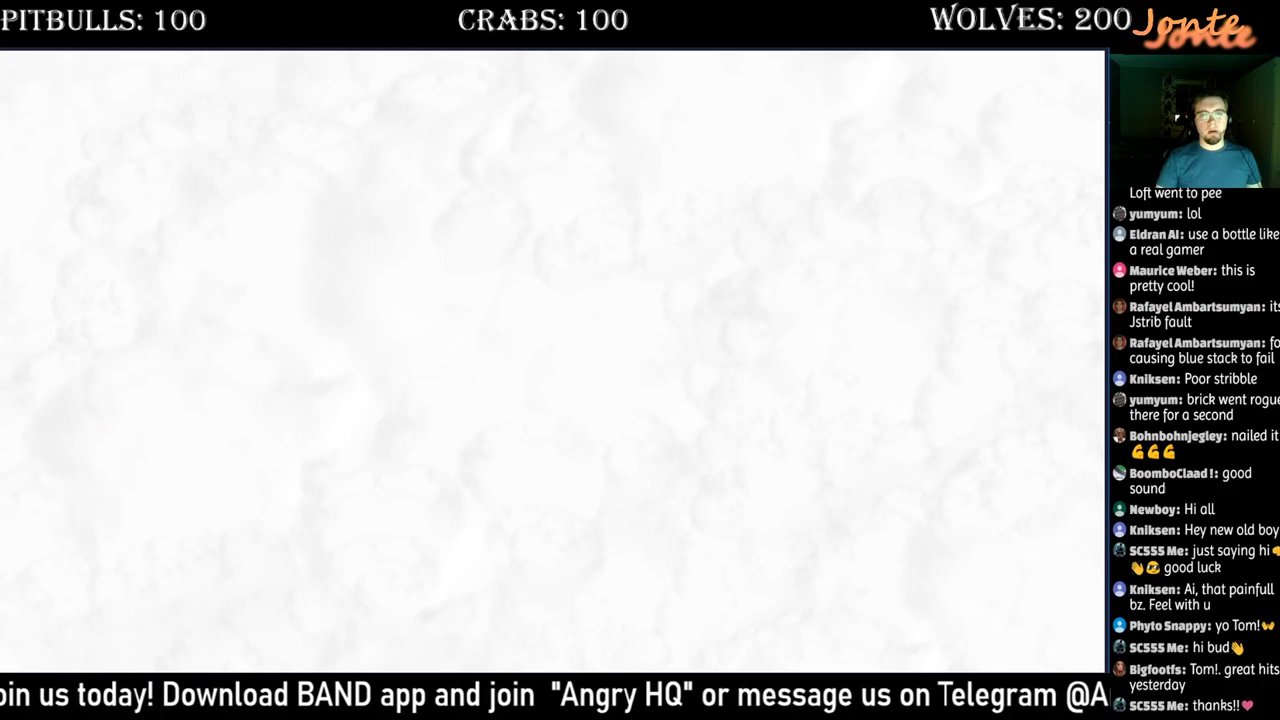 PITBULLS: 100
CRABS: 100
WOLVES: 200
Jonte
Loft went to pee
yumyum: lol
Eldran AI: use a bottle like
a real gamer
Maurice Weber: this is
pretty cool!
Rafayel Ambartsumyan: its
Jstrib fault
Rafayel Ambartsumyan: fo
causing blue stack to fail
Kniksen: Poor stribble
yumyum: brick went rogue
there for a second
Bohnbohnjegley: nailed it
💪💪💪
BoomboClaad!: good
sound
Newboy: Hi all
Kniksen: Hey new old boy
SC555 Me: just saying hi
good luck
Kniksen: Ai, that painfull
bz. Feel with u
Phyto Snappy: yo Tom!
SC555 Me: hi bud👋
Bigfootfs: Tom!. great hits
yesterday
SC555 Me: thanks!!❤
oin us today! Download BAND app and join "Angry HQ" or message us on Telegram @A